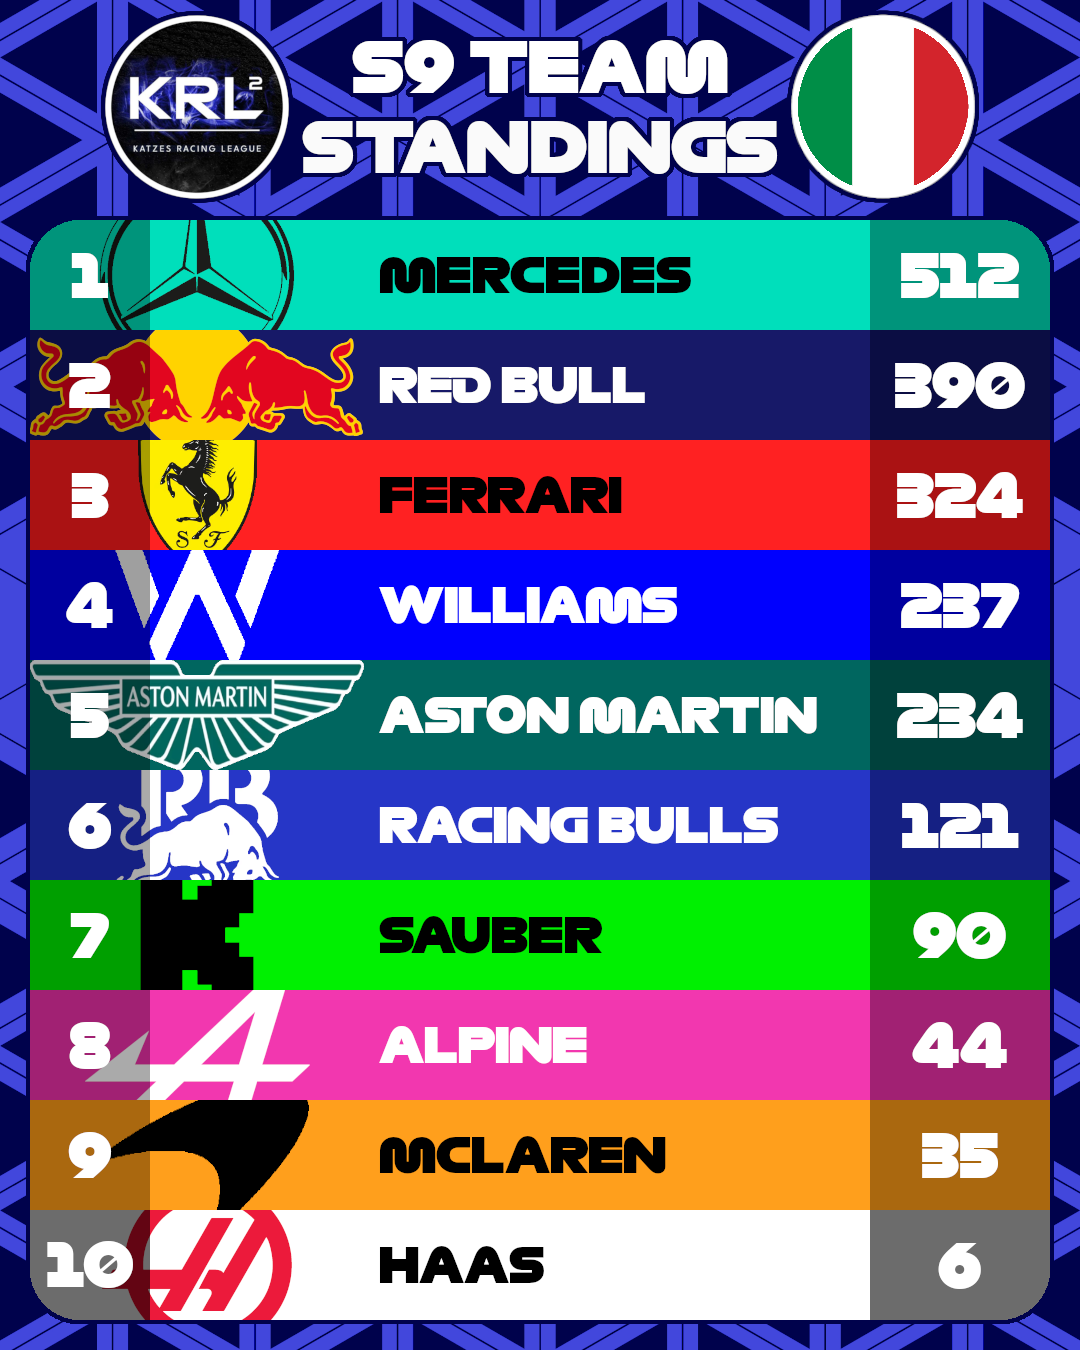 KRL²
KATZES RACING LEAGUE
S9 TEAM
STANDINGS
1 MERCEDES 512
2 RED BULL 390
3 S F FERRARI 324
4 W WILLIAMS 237
5 ASTON MARTIN ASTON MARTIN 234
6 RB RACING BULLS 121
7 K SAUBER 90
8 A ALPINE 44
9 MCLAREN 35
10 H HAAS 6